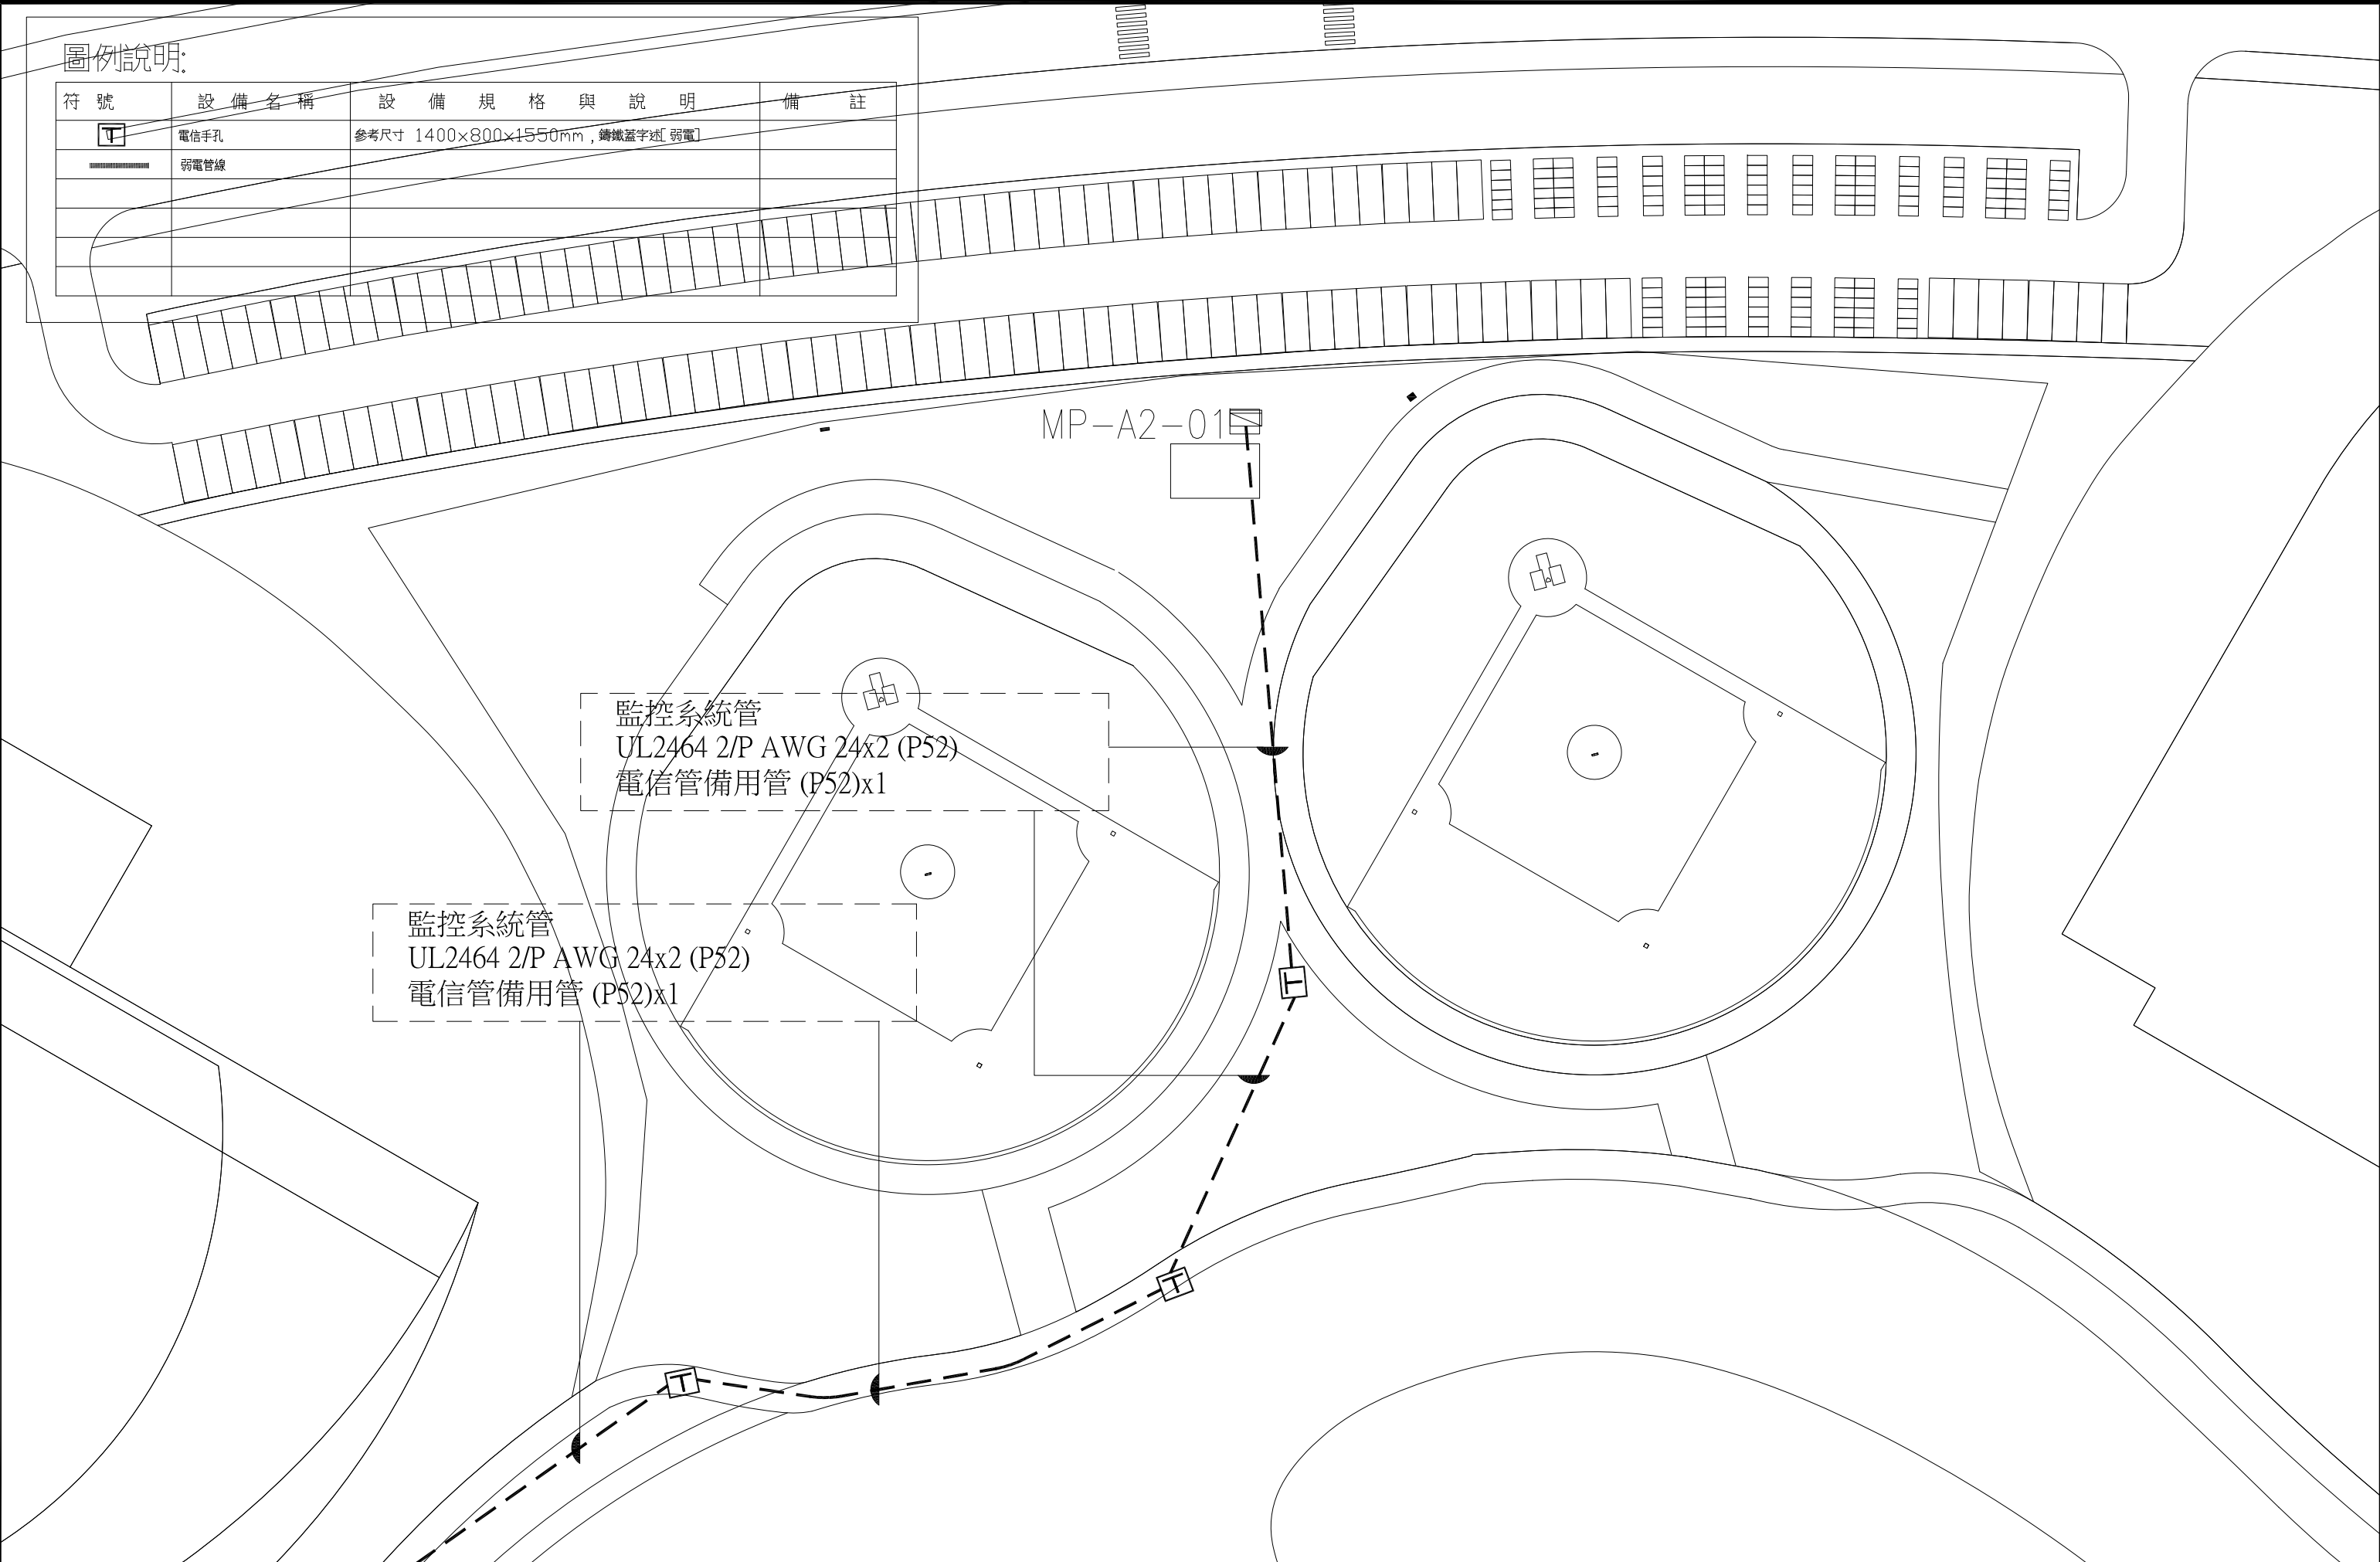 圖例說明:
符號 設備名稱 設備規格與說明 備註
T 電信手孔 參考尺寸 1400x800x1550mm , 鑄鐵蓋字述[ 弱電]
弱電管線
MP-A2-01
監控系統管
UL2464 2/P AWG 24x2 (P52)
電信管備用管 (P52)x1
監控系統管
UL2464 2/P AWG 24x2 (P52)
電信管備用管 (P52)x1
T
T
T